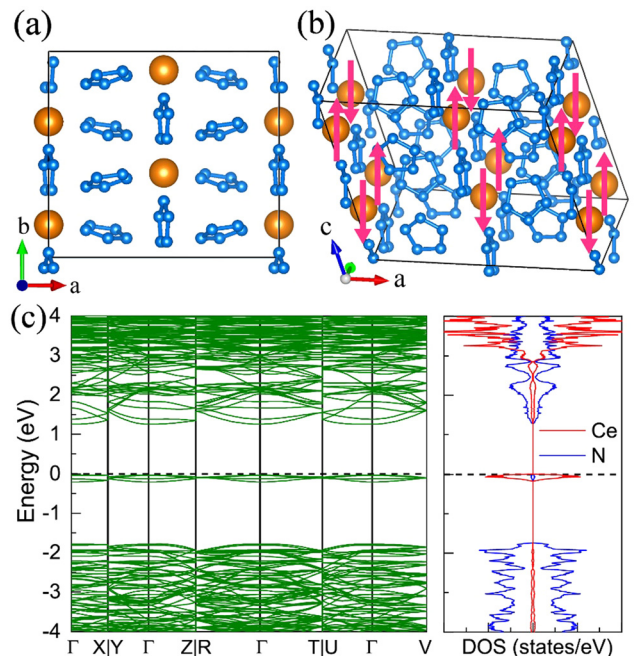 (a)
(b)
b
a
c
a
(c)
4
3
2
1
0
-1
-2
-3
-4
Energy (eV)
Γ X|Y Γ Z|R Γ T|U Γ V
Ce
N
DOS (states/eV)